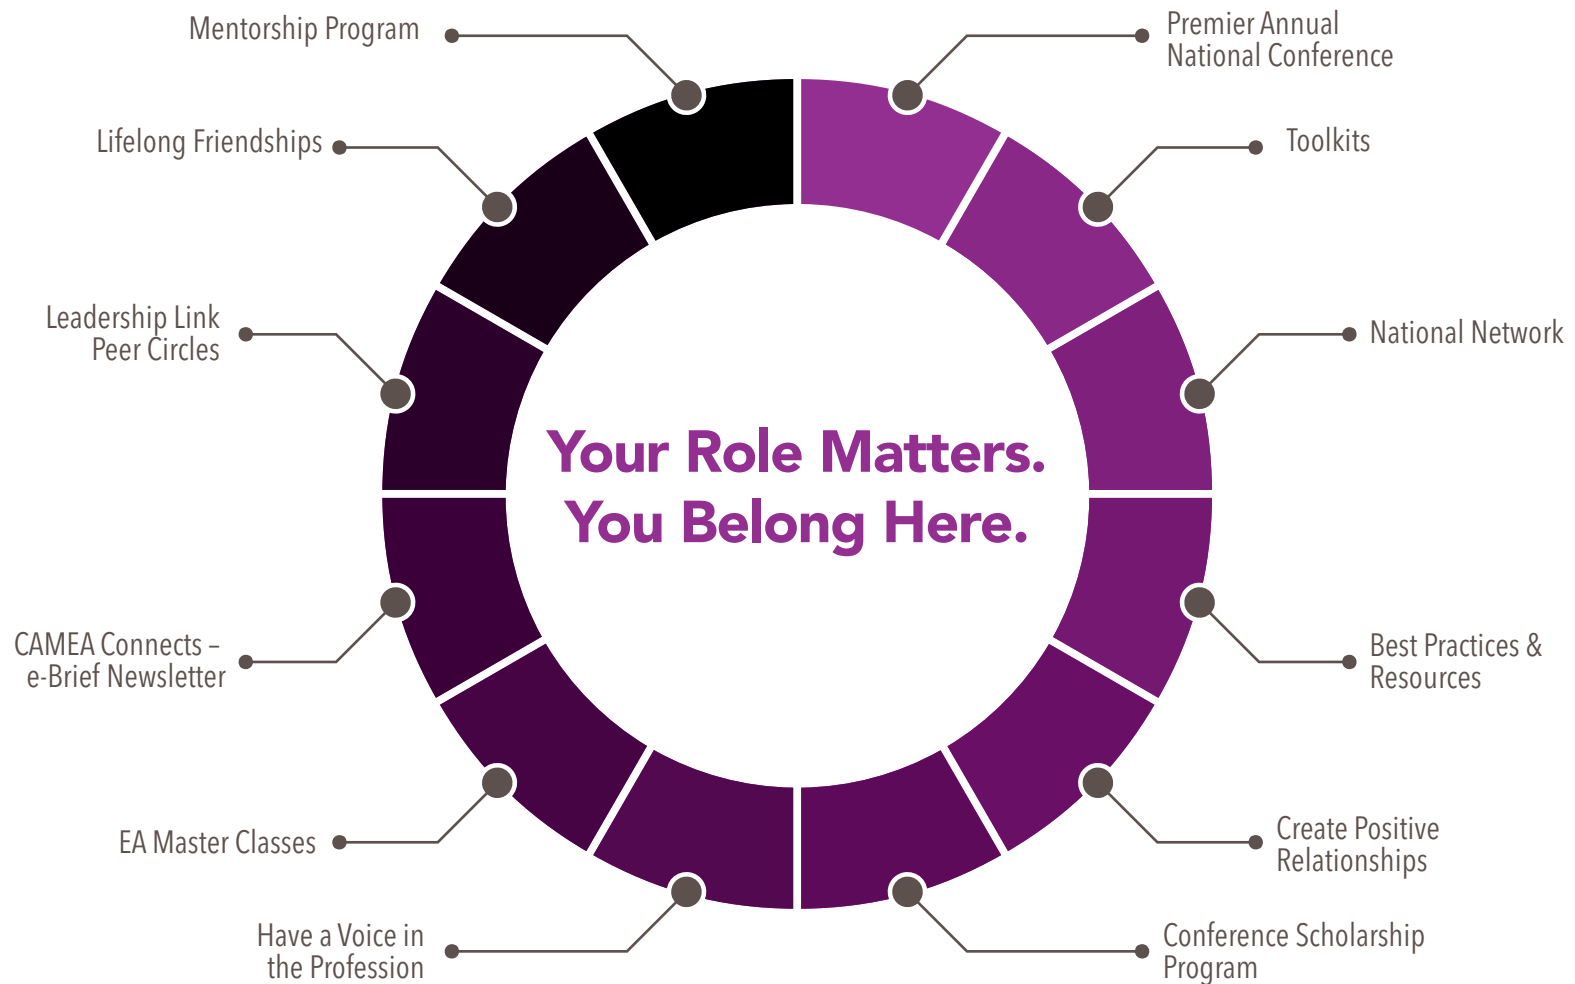 Mentorship Program
Premier Annual
National Conference
Lifelong Friendships
Toolkits
Leadership Link
Peer Circles
National Network
Your Role Matters.
You Belong Here.
CAMEA Connects –
e-Brief Newsletter
Best Practices &
Resources
EA Master Classes
Create Positive
Relationships
Have a Voice in
the Profession
Conference Scholarship
Program